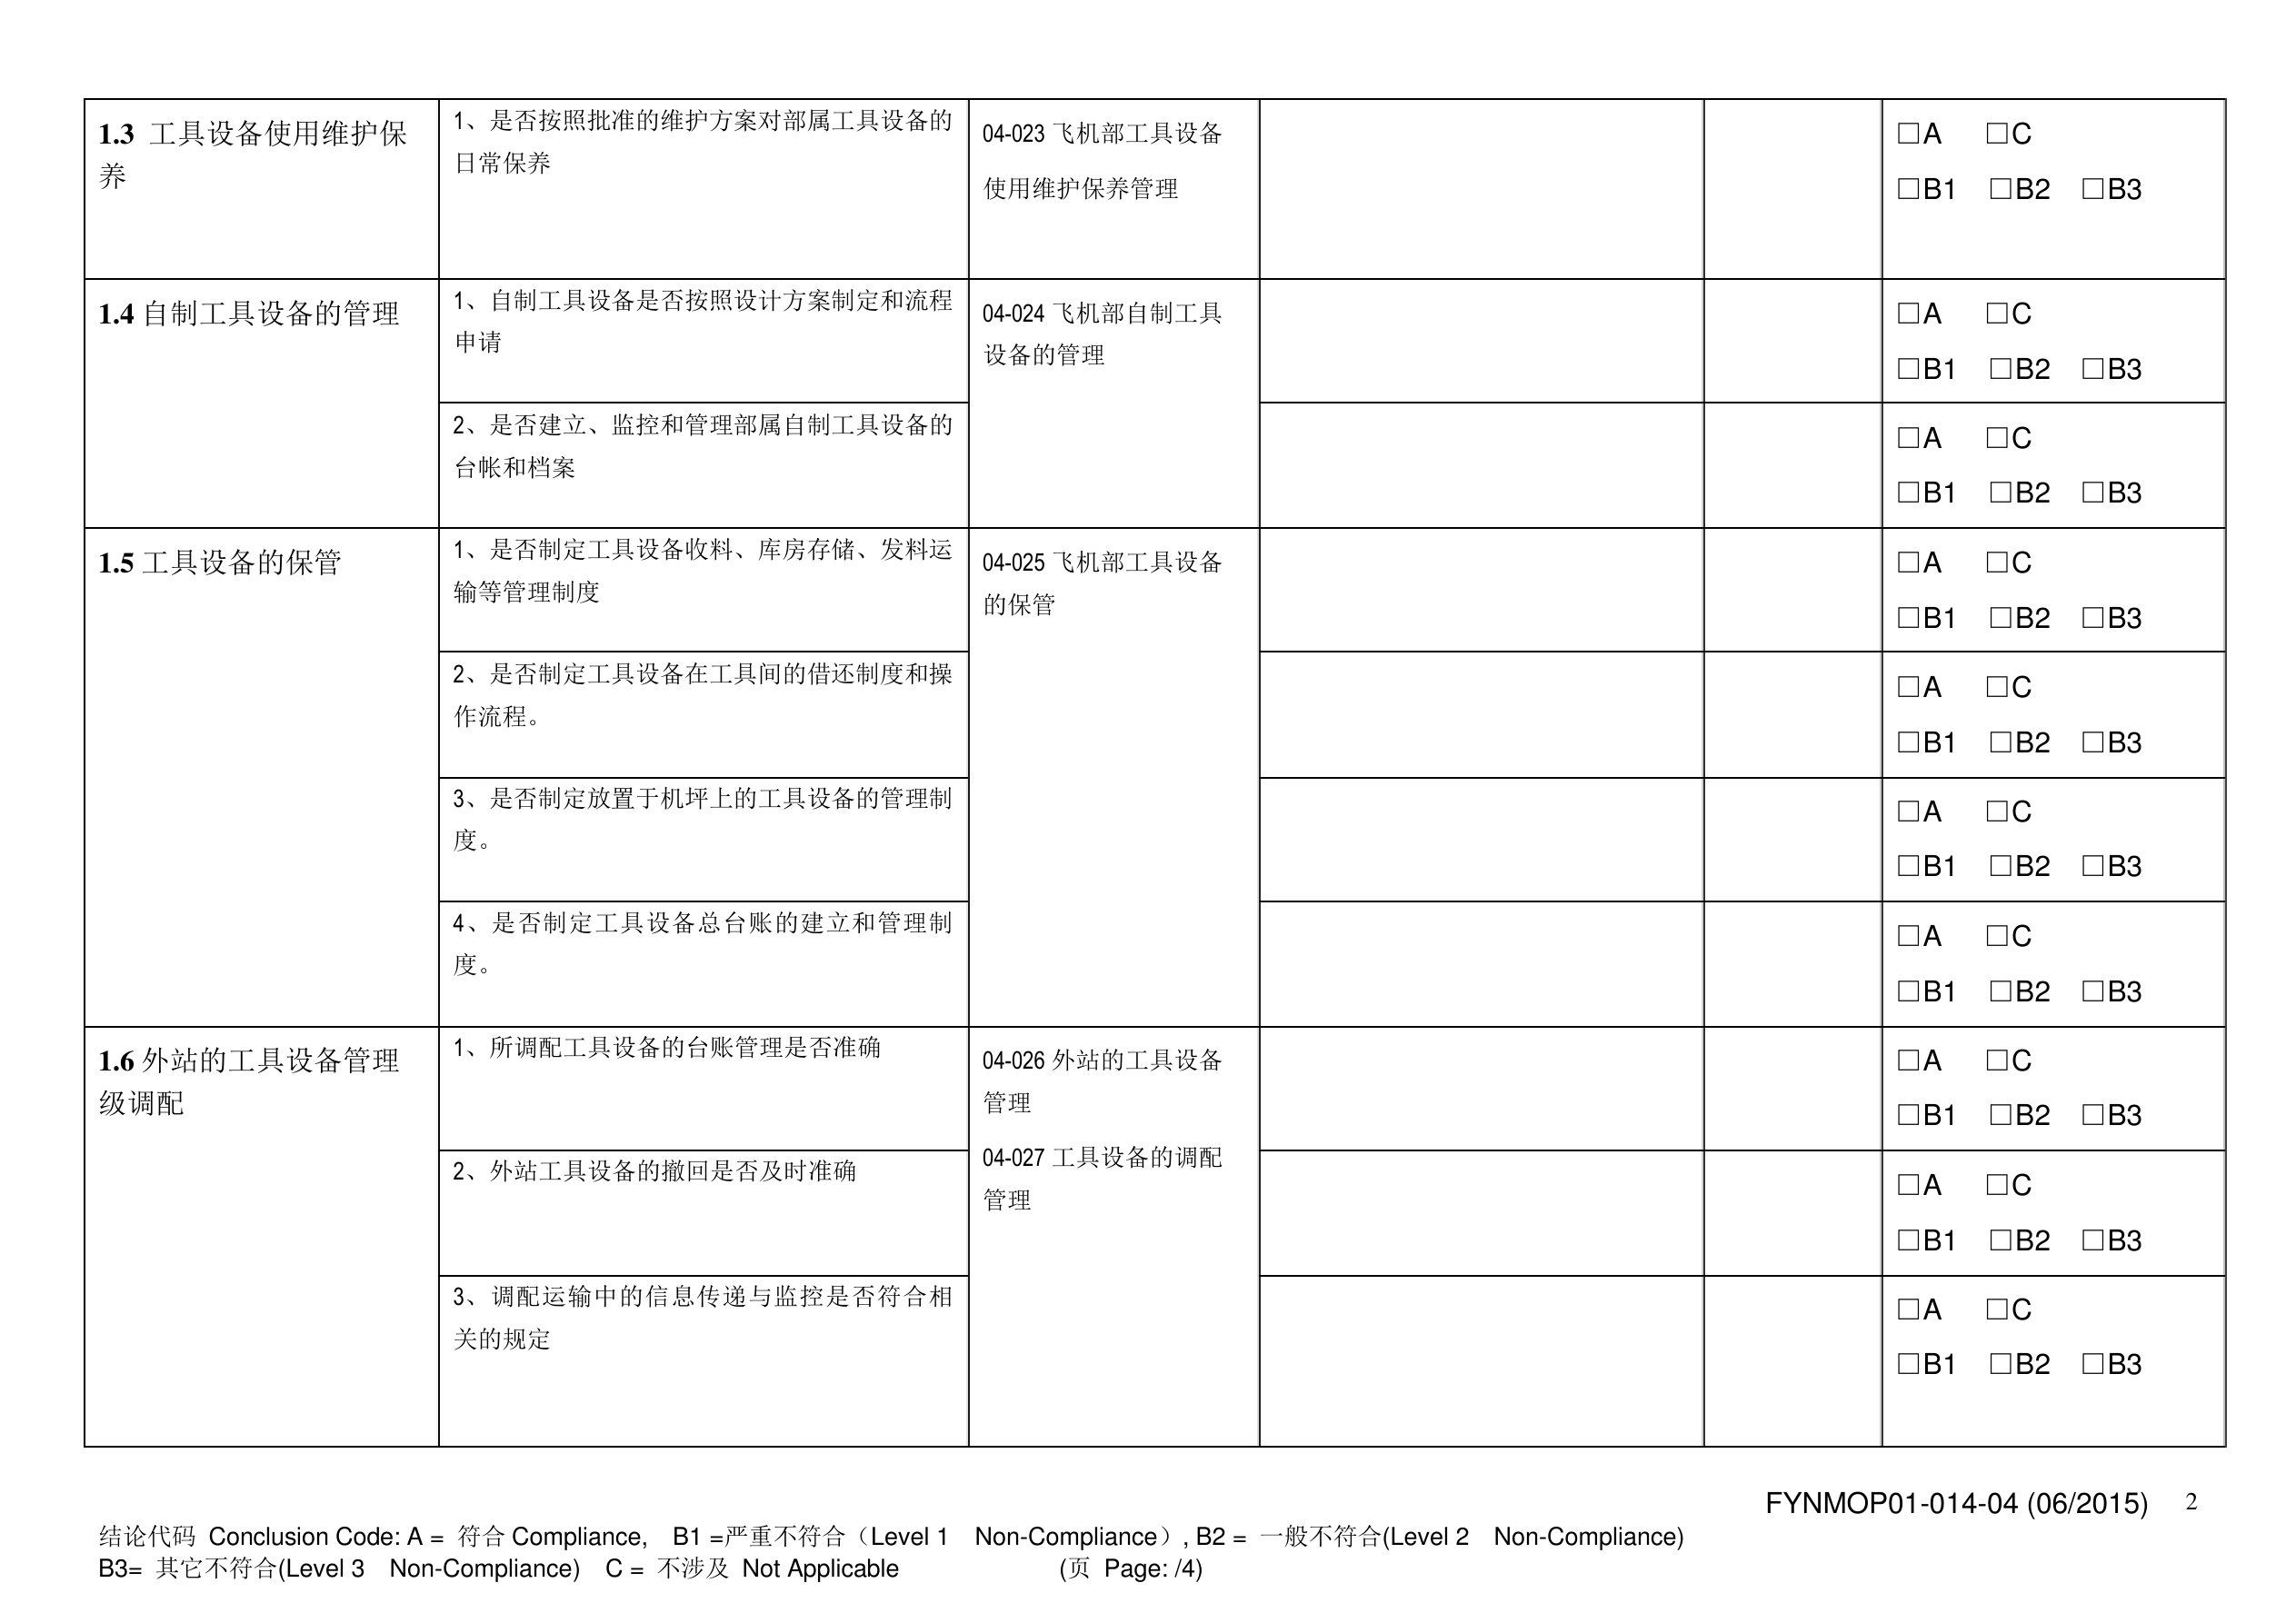 1.3 工具设备使用维护保
养
1、是否按照批准的维护方案对部属工具设备的
日常保养
04-023 飞机部工具设备
使用维护保养管理
□A □C
□B1 □B2 □B3
1.4 自制工具设备的管理
1、自制工具设备是否按照设计方案制定和流程
申请
04-024 飞机部自制工具
设备的管理
□A □C
□B1 □B2 □B3
2、是否建立、监控和管理部属自制工具设备的
台帐和档案
□A □C
□B1 □B2 □B3
1.5 工具设备的保管
1、是否制定工具设备收料、库房存储、发料运
输等管理制度
04-025 飞机部工具设备
的保管
□A □C
□B1 □B2 □B3
2、是否制定工具设备在工具间的借还制度和操
作流程。
□A □C
□B1 □B2 □B3
3、是否制定放置于机坪上的工具设备的管理制
度。
□A □C
□B1 □B2 □B3
4、是否制定工具设备总台账的建立和管理制
度。
□A □C
□B1 □B2 □B3
1.6 外站的工具设备管理
级调配
1、所调配工具设备的台账管理是否准确
04-026 外站的工具设备
管理
04-027 工具设备的调配
管理
□A □C
□B1 □B2 □B3
2、外站工具设备的撤回是否及时准确
□A □C
□B1 □B2 □B3
3、调配运输中的信息传递与监控是否符合相
关的规定
□A □C
□B1 □B2 □B3
FYNMOP01-014-04 (06/2015) 2
结论代码 Conclusion Code: A = 符合 Compliance, B1 =严重不符合（Level 1 Non-Compliance）, B2 = 一般不符合(Level 2 Non-Compliance)
B3= 其它不符合(Level 3 Non-Compliance) C = 不涉及 Not Applicable (页 Page: /4)